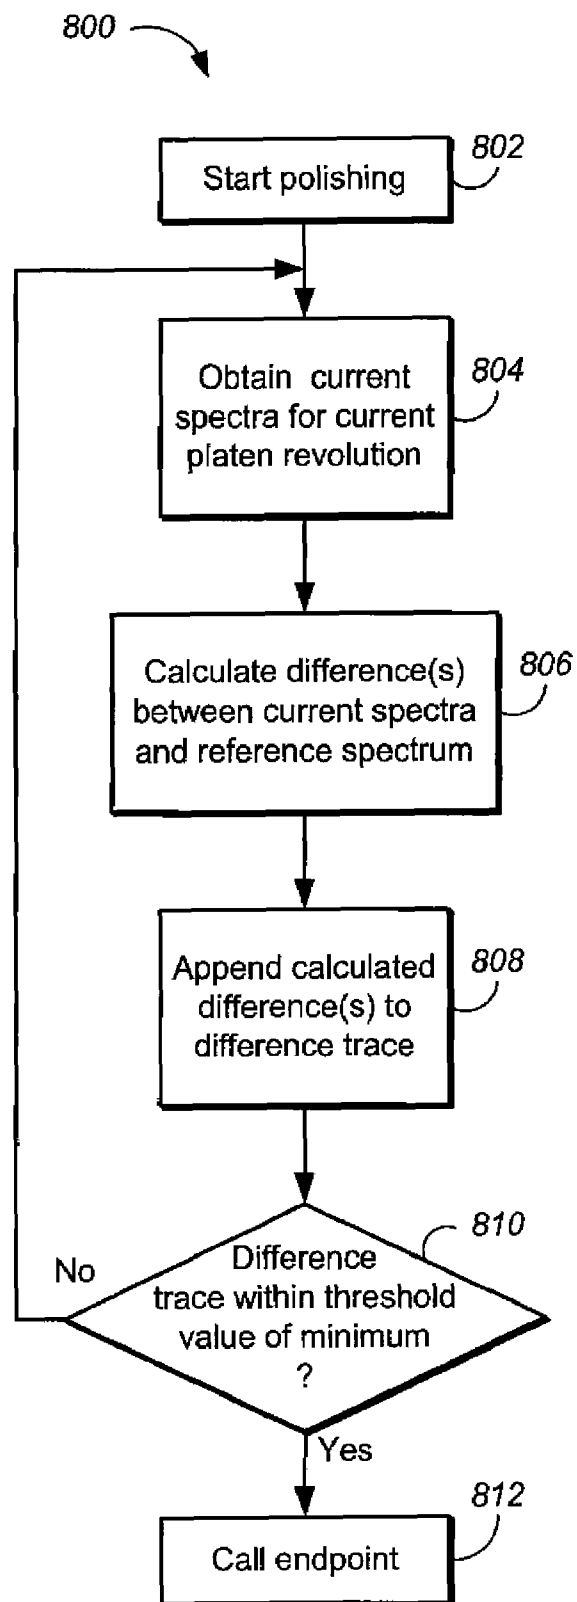 800
802
Start polishing
804
Obtain current
spectra for current
platen revolution
806
Calculate difference(s)
between current spectra
and reference spectrum
808
Append calculated
difference(s) to
difference trace
810
No
Difference
trace within threshold
value of minimum
?
Yes
812
Call endpoint